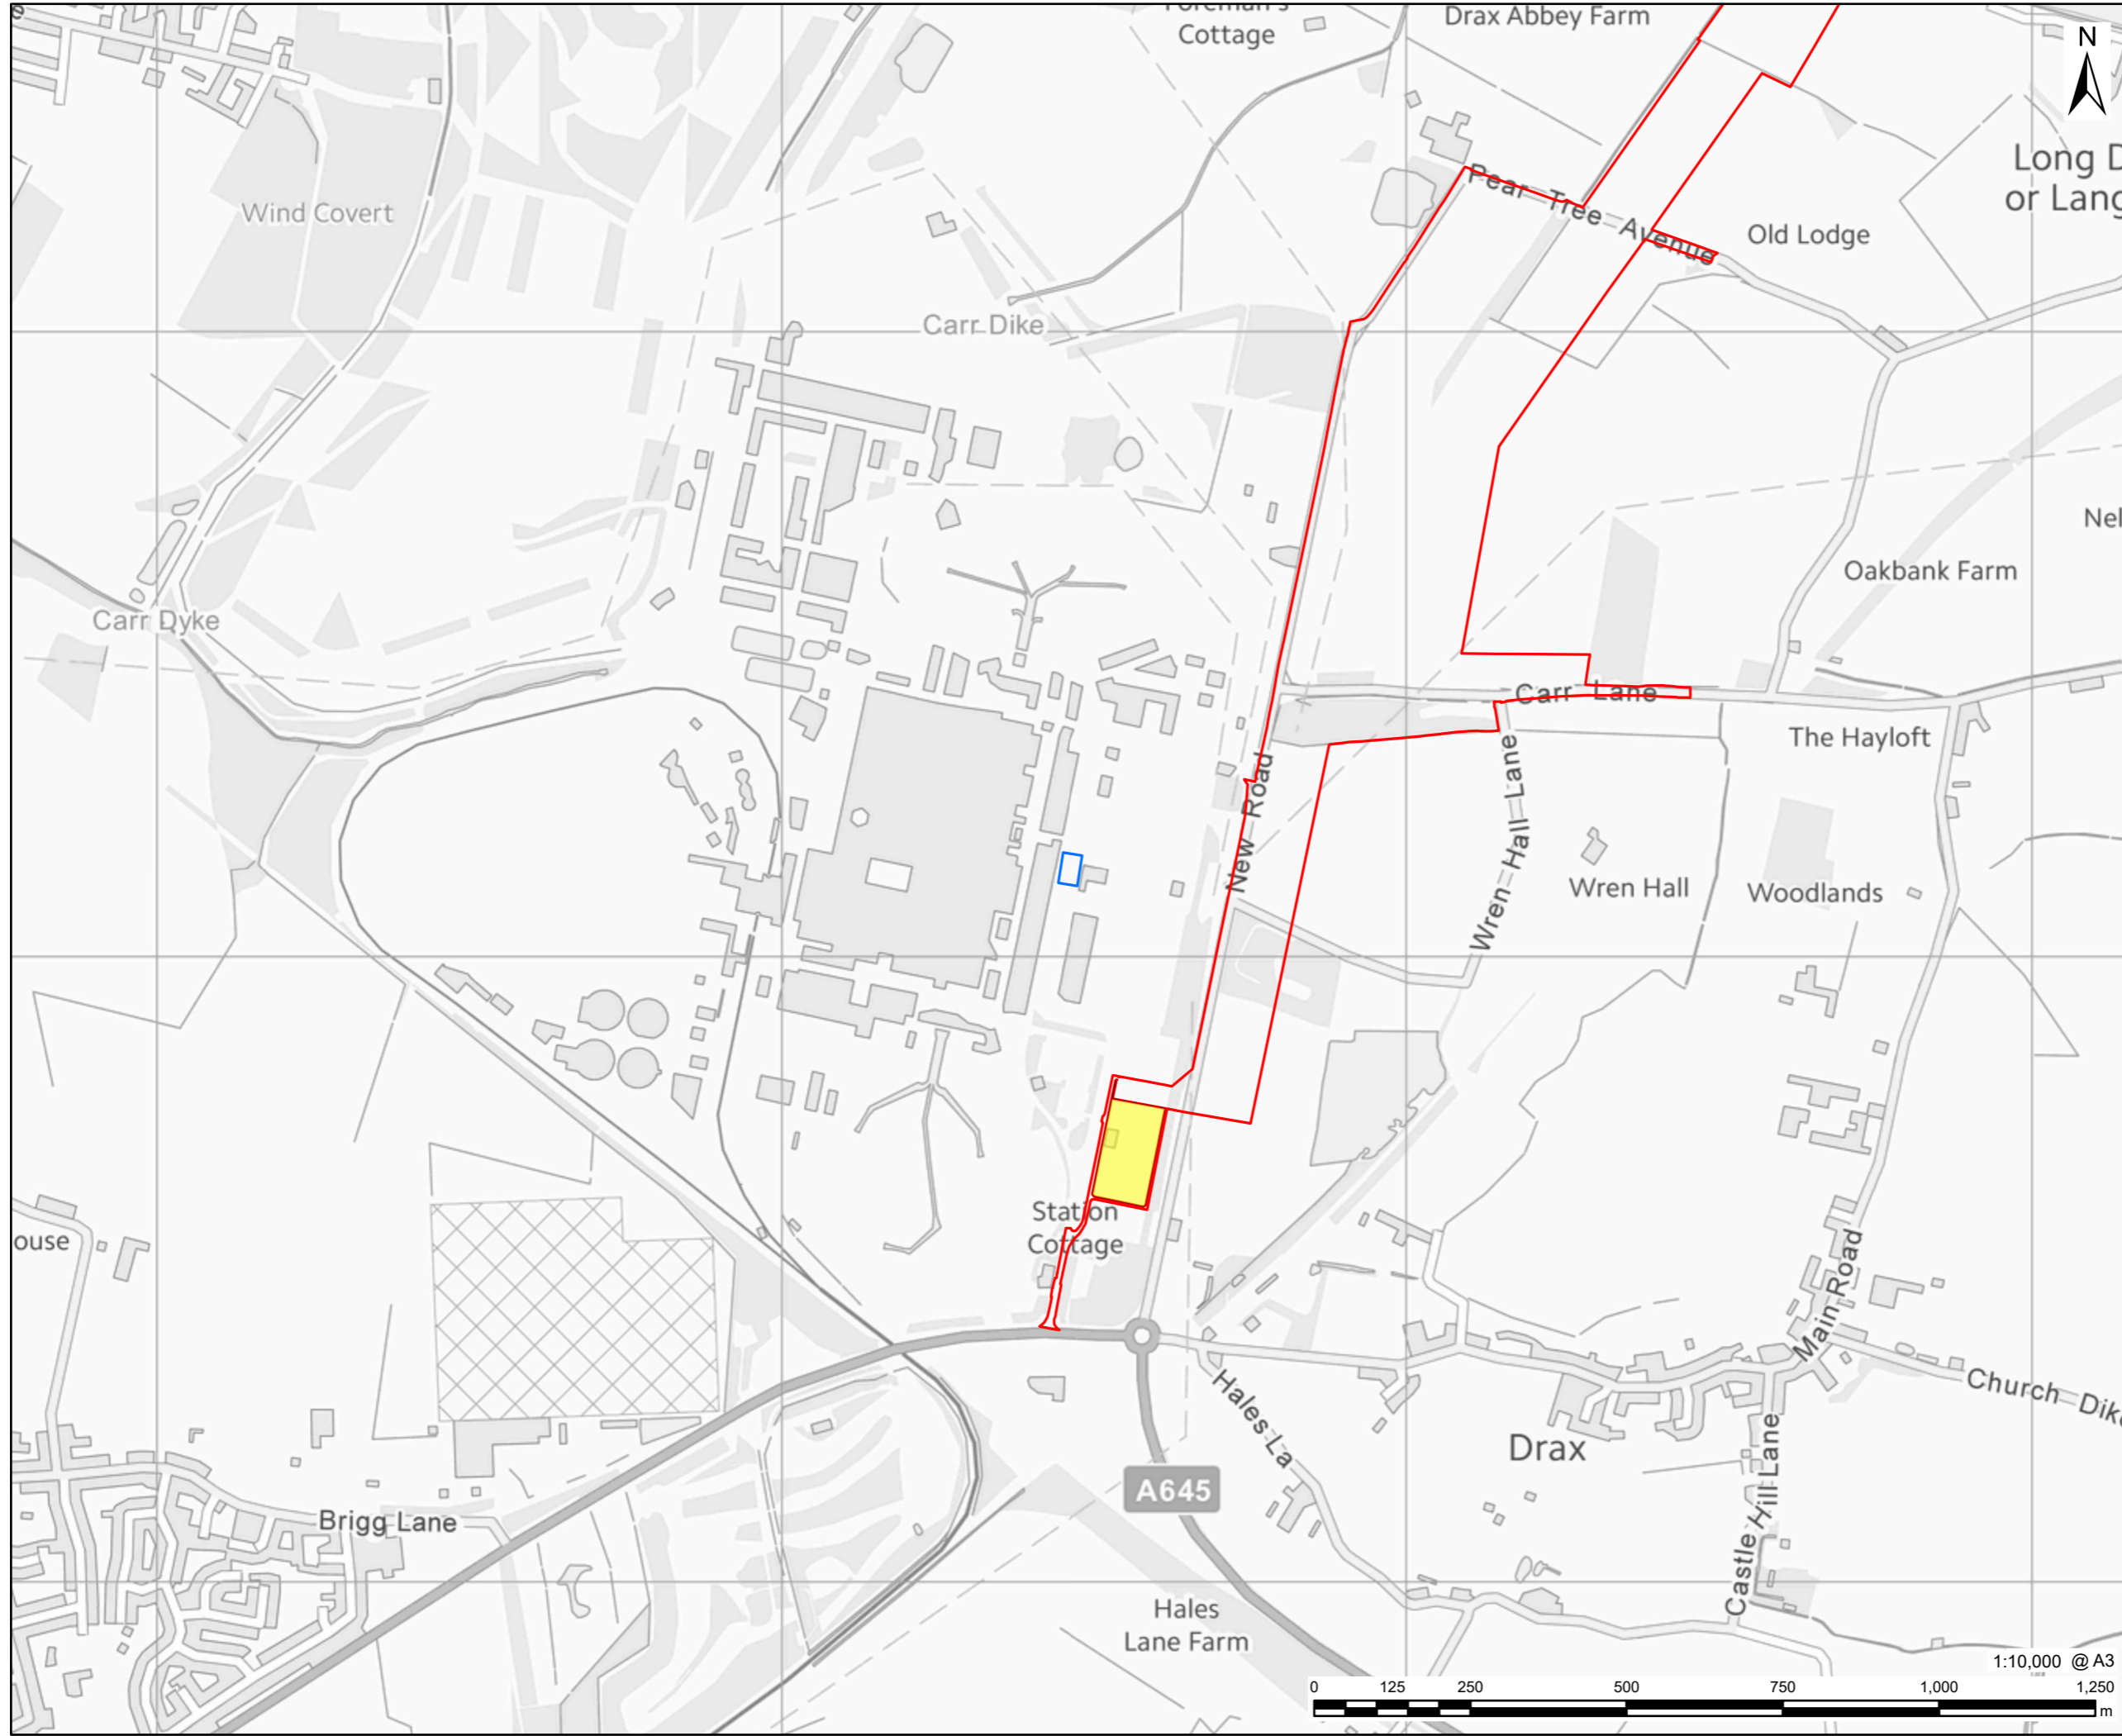 Cottage
Drax Abbey Farm
N
Long D
or Lang
Wind Covert
Pear Tree Avenue
Old Lodge
Carr Dike
Nel
Oakbank Farm
Carr Dyke
Carr Lane
The Hayloft
New Road
Wren Hall Lane
Wren Hall
Woodlands
Station
Cottage
ouse
Main Road
Church Dike
Hales La
Drax
A645
Castle Hill Lane
Brigg Lane
Hales
Lane Farm
1:10,000 @ A3
0 125 250 500 750 1,000 1,250
m